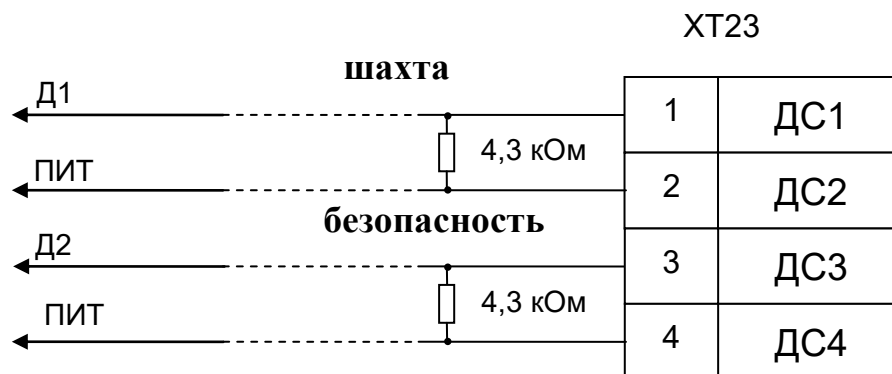 XT23
шахта
Д1
1 ДС1
4,3 кОм
ПИТ
2 ДС2
безопасность
Д2
3 ДС3
4,3 кОм
ПИТ
4 ДС4